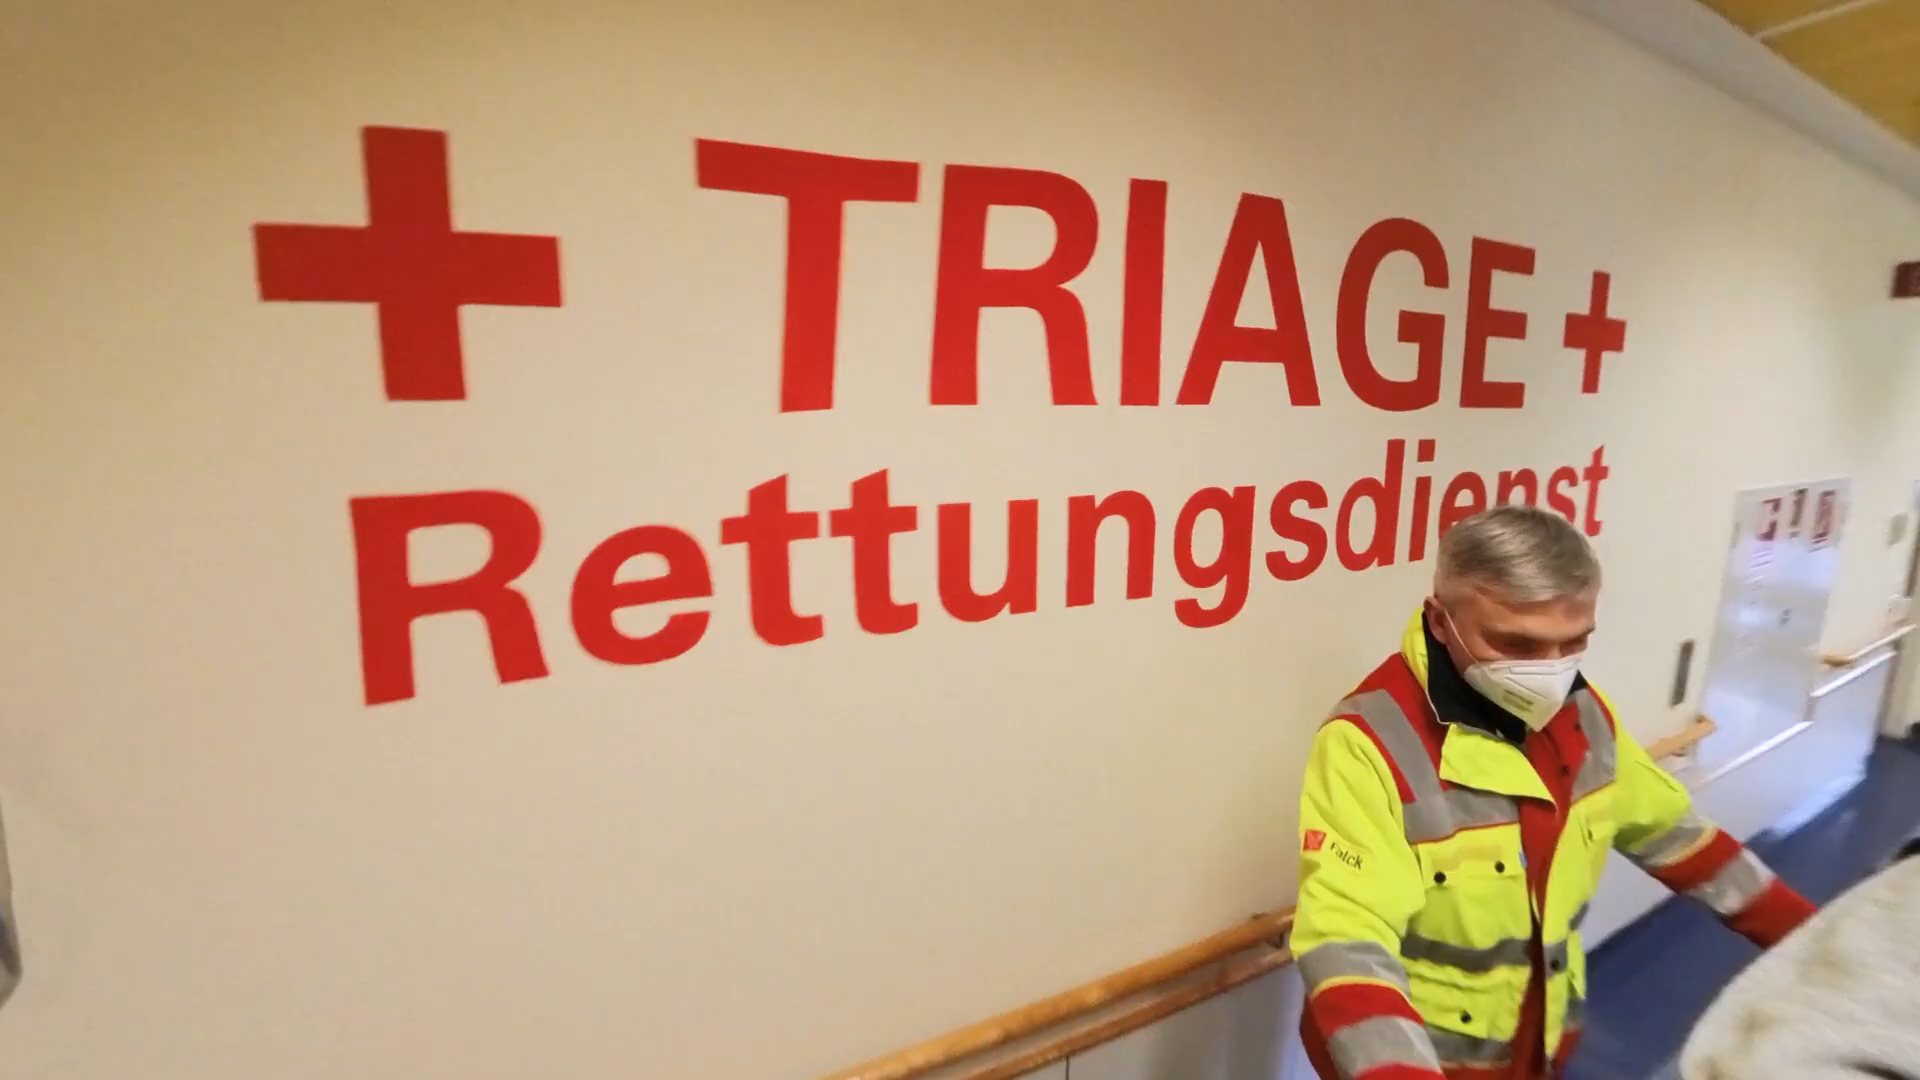 + TRIAGE +
Rettungsdienst
Falck